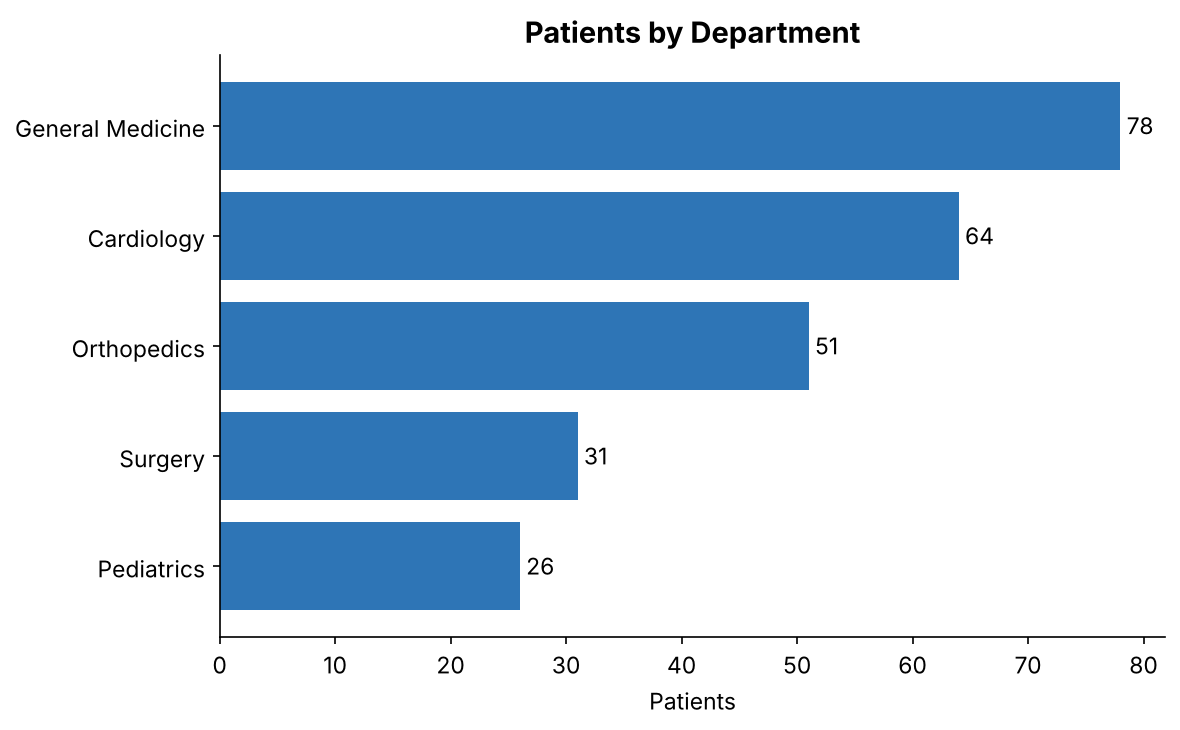 Patients by Department
General Medicine 78
Cardiology 64
Orthopedics 51
Surgery 31
Pediatrics 26
0 10 20 30 40 50 60 70 80
Patients